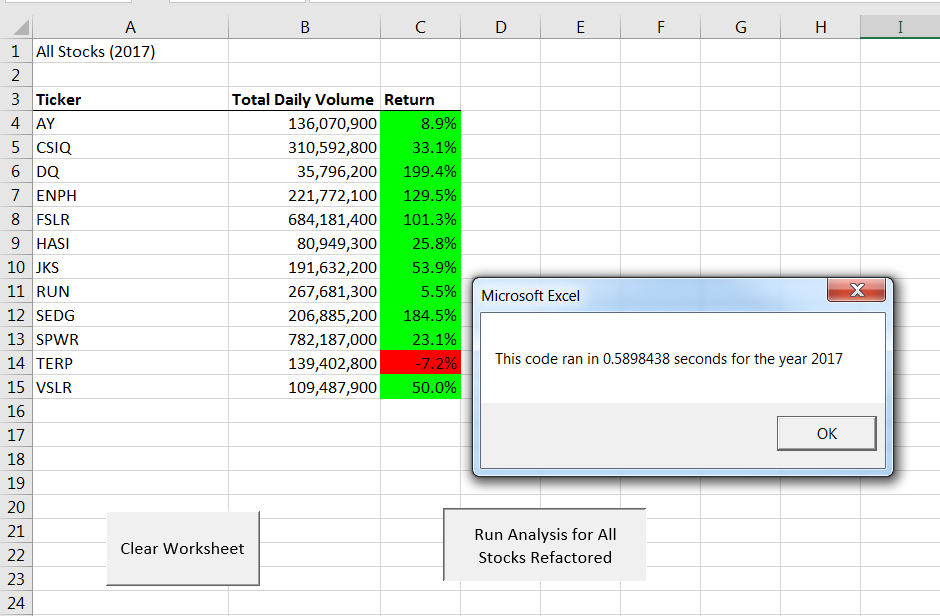 A B C D E F G H I
1 All Stocks (2017)
2
3 Ticker Total Daily Volume Return
4 AY 136,070,900 8.9%
5 CSIQ 310,592,800 33.1%
6 DQ 35,796,200 199.4%
7 ENPH 221,772,100 129.5%
8 FSLR 684,181,400 101.3%
9 HASI 80,949,300 25.8%
10 JKS 191,632,200 53.9%
11 RUN 267,681,300 5.5%
12 SEDG 206,885,200 184.5%
13 SPWR 782,187,000 23.1%
14 TERP 139,402,800 -7.2%
15 VSLR 109,487,900 50.0%
16
17
18
19
20
21
22
23
24
Microsoft Excel
This code ran in 0.5898438 seconds for the year 2017
OK
Clear Worksheet
Run Analysis for All
Stocks Refactored